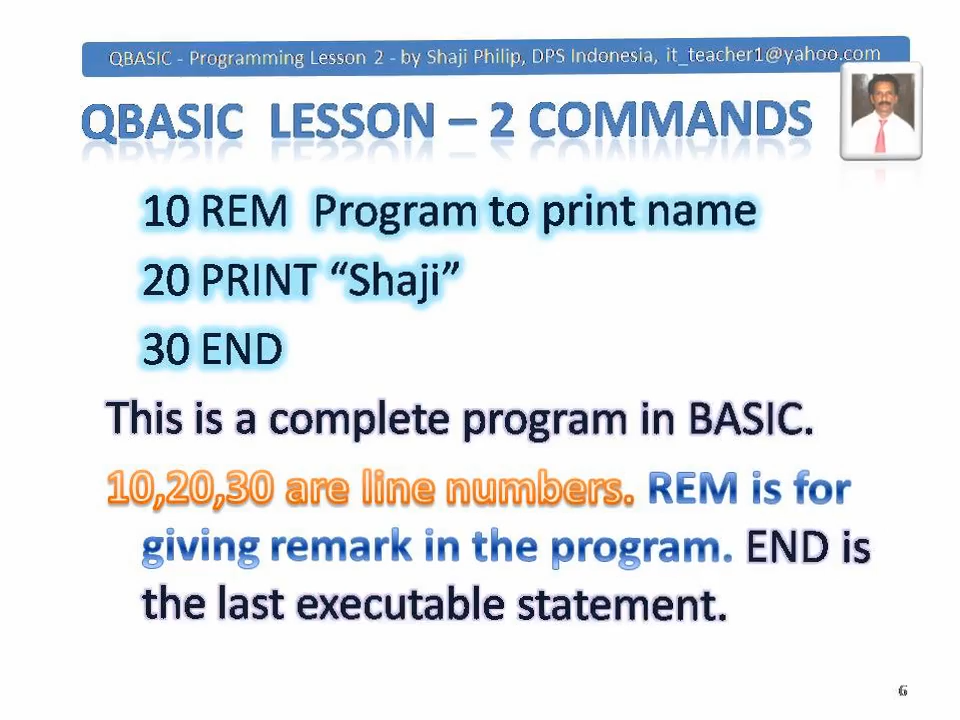 QBASIC - Programming Lesson 2 - by Shaji Philip, DPS Indonesia, it_teacher1@yahoo.com
QBASIC LESSON – 2 COMMANDS
10 REM Program to print name
20 PRINT “Shaji”
30 END
This is a complete program in BASIC.
10,20,30 are line numbers. REM is for
giving remark in the program. END is
the last executable statement.
6